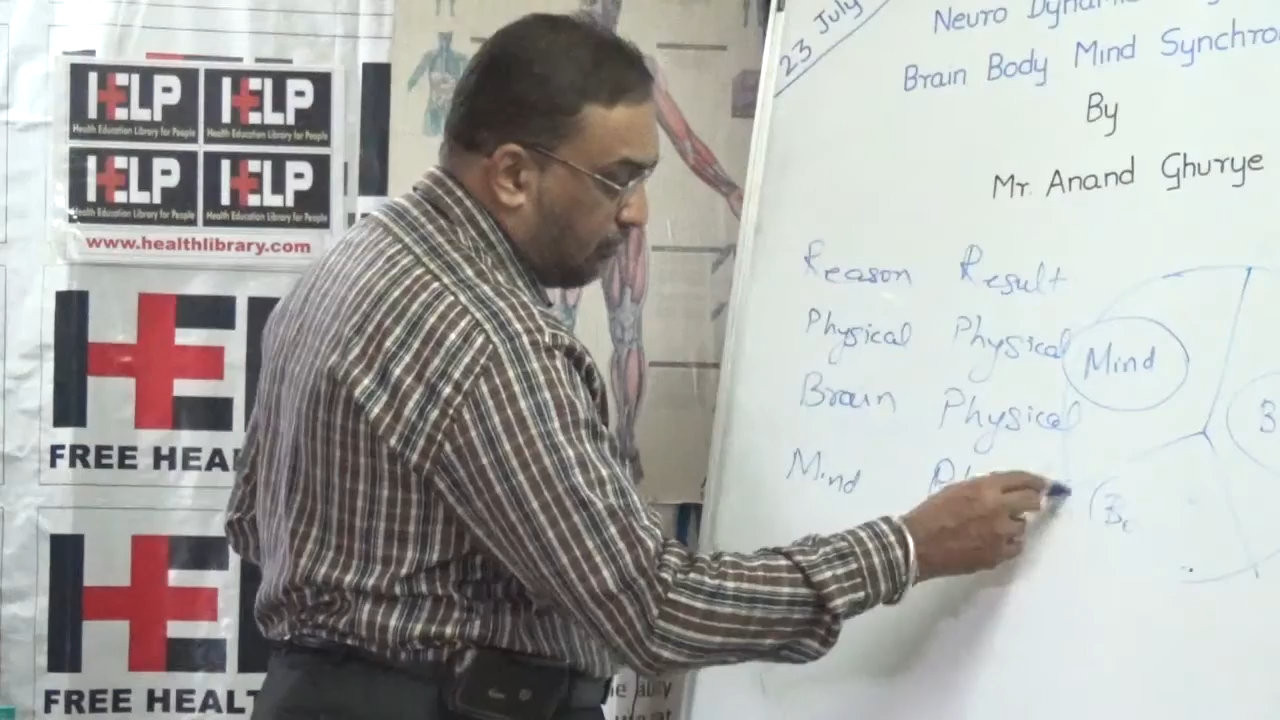 HELP HELP
Health Education Library for People Health Education Library for People
HELP HELP
Health Education Library for People Health Education Library for People
www.healthlibrary.com
HE
FREE HEA
HE
FREE HEALT
23 July
Neuro Dynamic
Brain Body Mind Synchro
By
Mr. Anand Ghurye
Reason Result
Physical Physical
Brain Physical
Mind
Mind
B